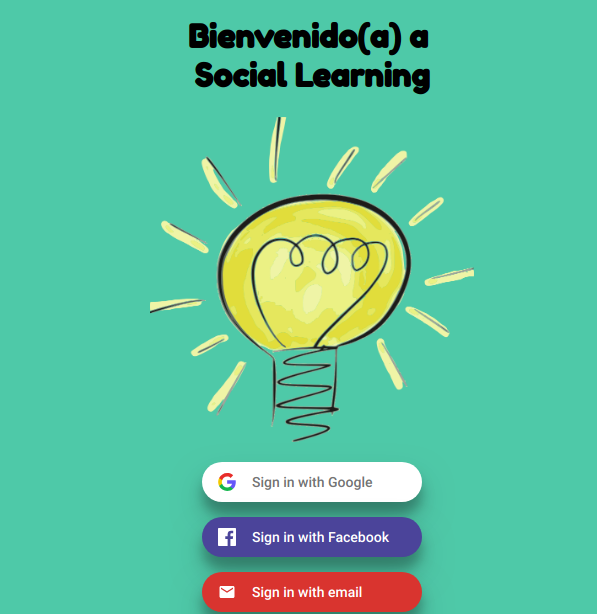 Bienvenido(a) a
Social Learning
Sign in with Google
Sign in with Facebook
Sign in with email